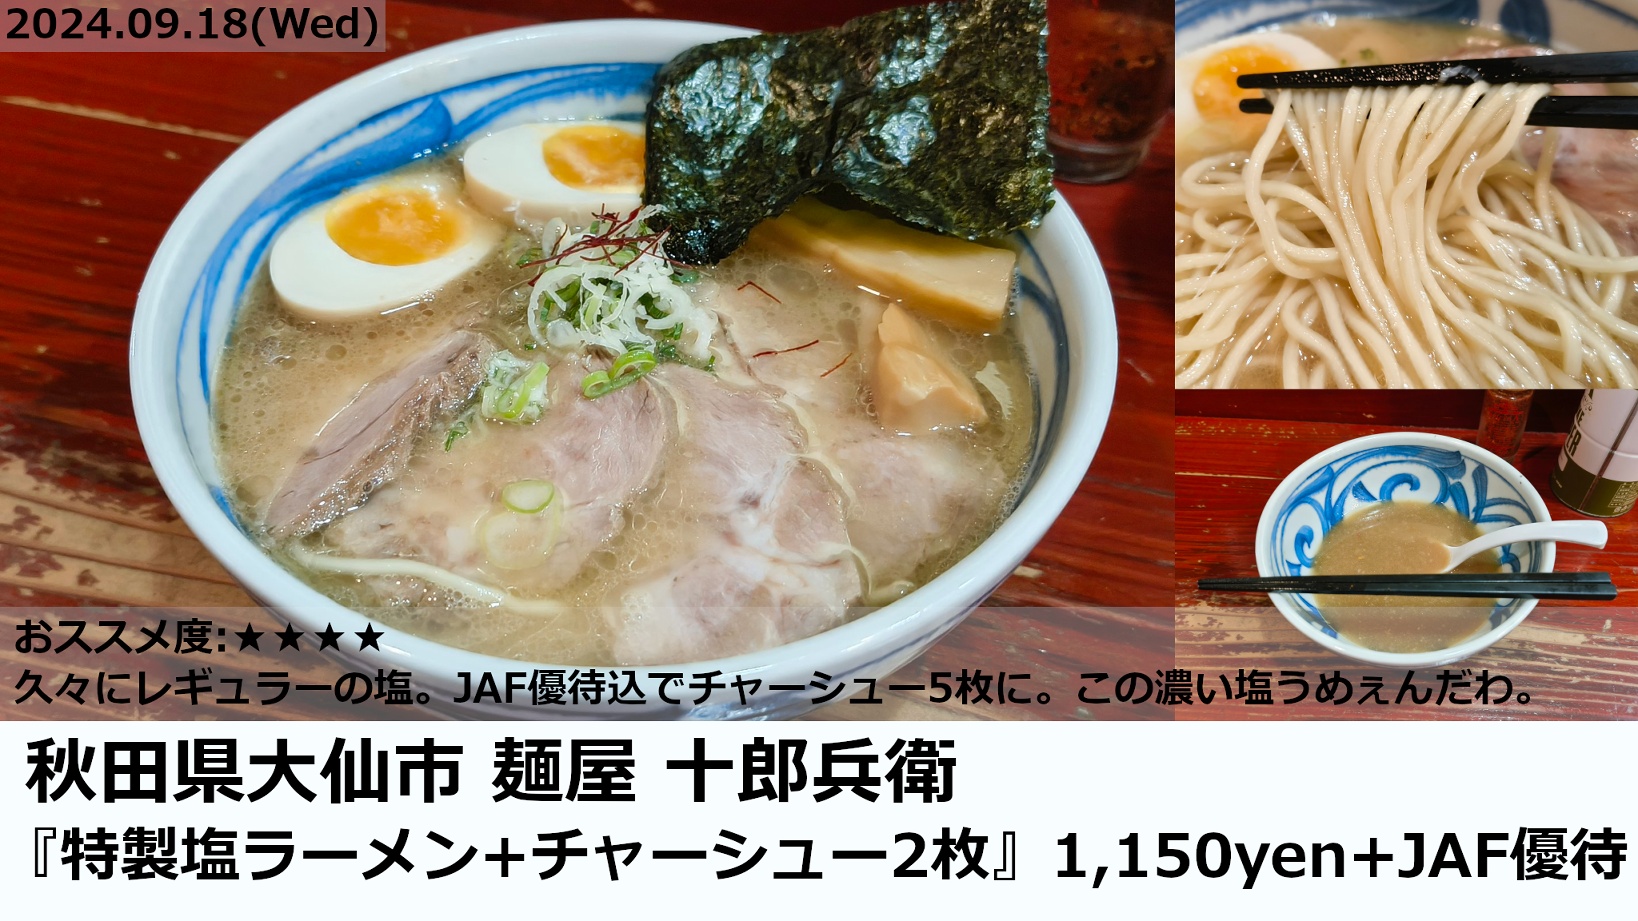 2024.09.18(Wed)
おススメ度:★★★★
久々にレギュラーの塩。JAF優待込でチャーシュー5枚に。この濃い塩うめぇんだわ。
秋田県大仙市 麺屋 十郎兵衛
『特製塩ラーメン+チャーシュー2枚』1,150yen+JAF優待